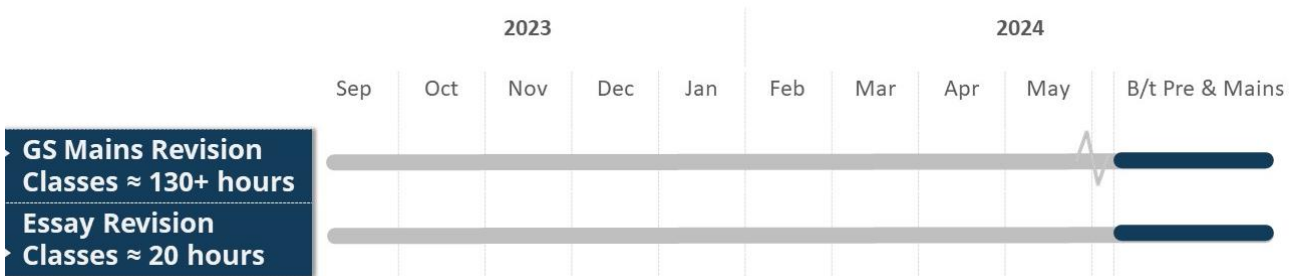 2023 2024
Sep Oct Nov Dec Jan Feb Mar Apr May B/t Pre & Mains
GS Mains Revision
Classes ≈ 130+ hours
Essay Revision
Classes ≈ 20 hours